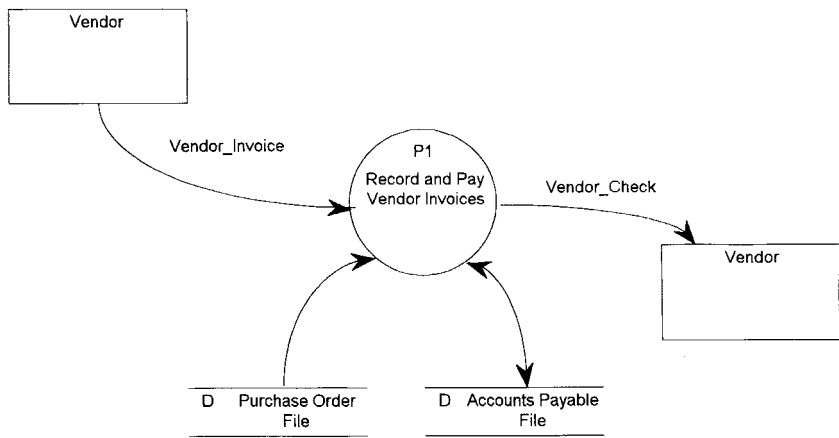 Vendor
Vendor_Invoice
P1
Record and Pay
Vendor Invoices
Vendor_Check
Vendor
D Purchase Order
File
D Accounts Payable
File